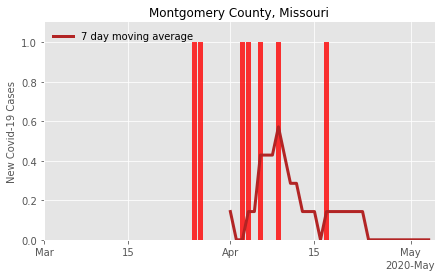 Montgomery County, Missouri
7 day moving average
New Covid-19 Cases
1.0
0.8
0.6
0.4
0.2
0.0
Mar
15
Apr
15
May
2020-May